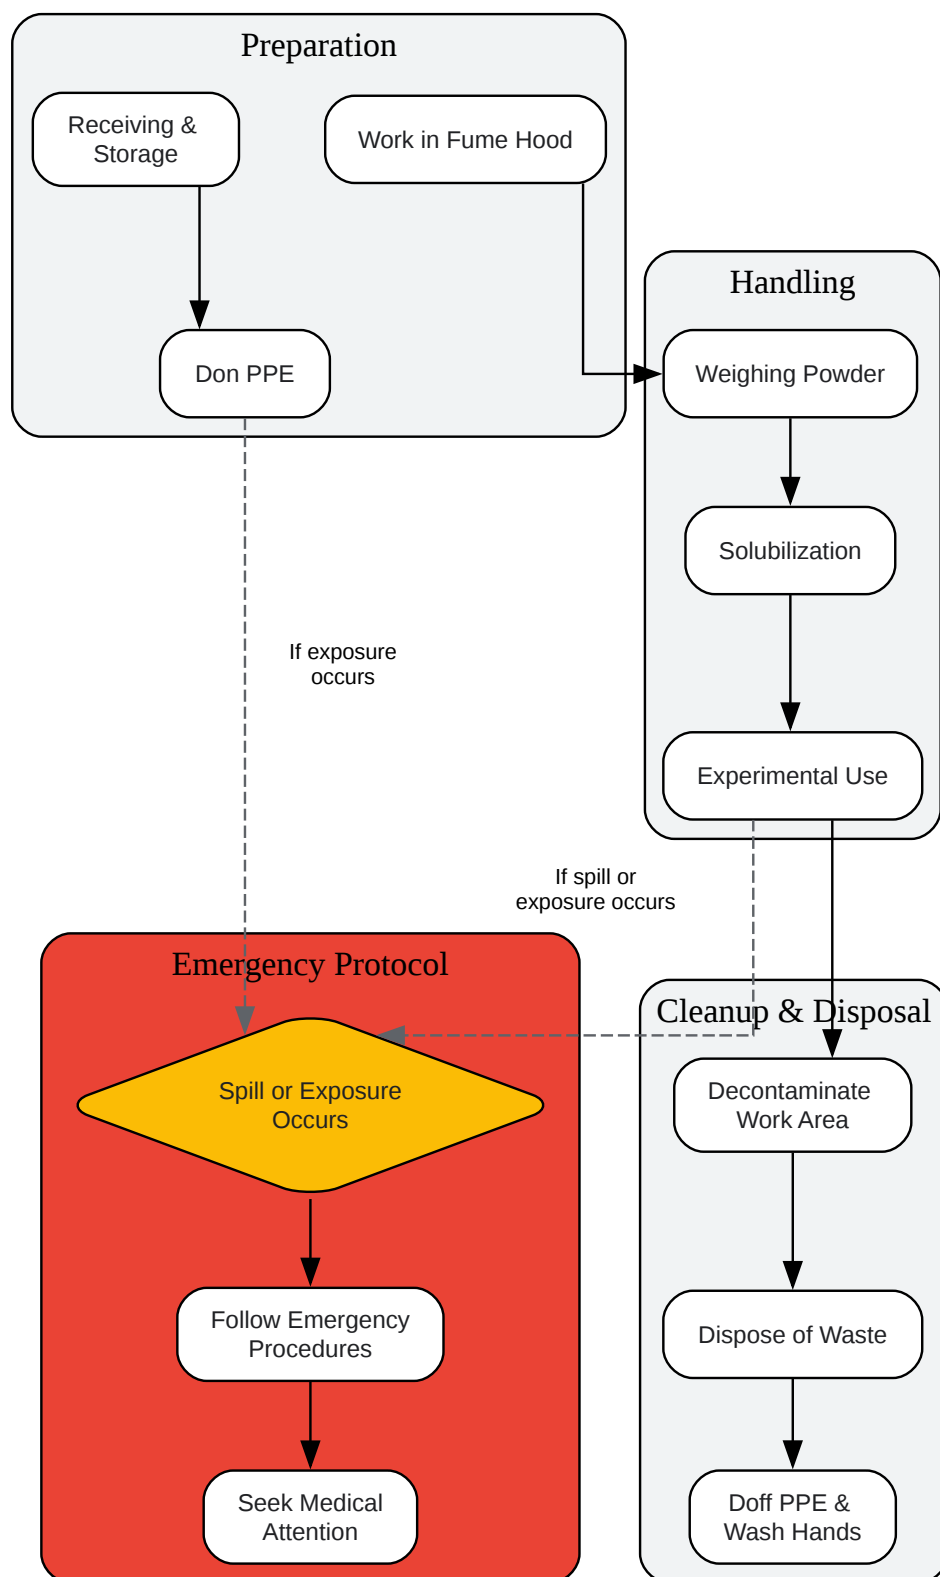 Preparation
Receiving &
Storage
Work in Fume Hood
Don PPE
Handling
Weighing Powder
Solubilization
Experimental Use
If exposure
occurs
If spill or
exposure occurs
Emergency Protocol
Spill or Exposure
Occurs
Follow Emergency
Procedures
Seek Medical
Attention
Cleanup & Disposal
Decontaminate
Work Area
Dispose of Waste
Doff PPE &
Wash Hands